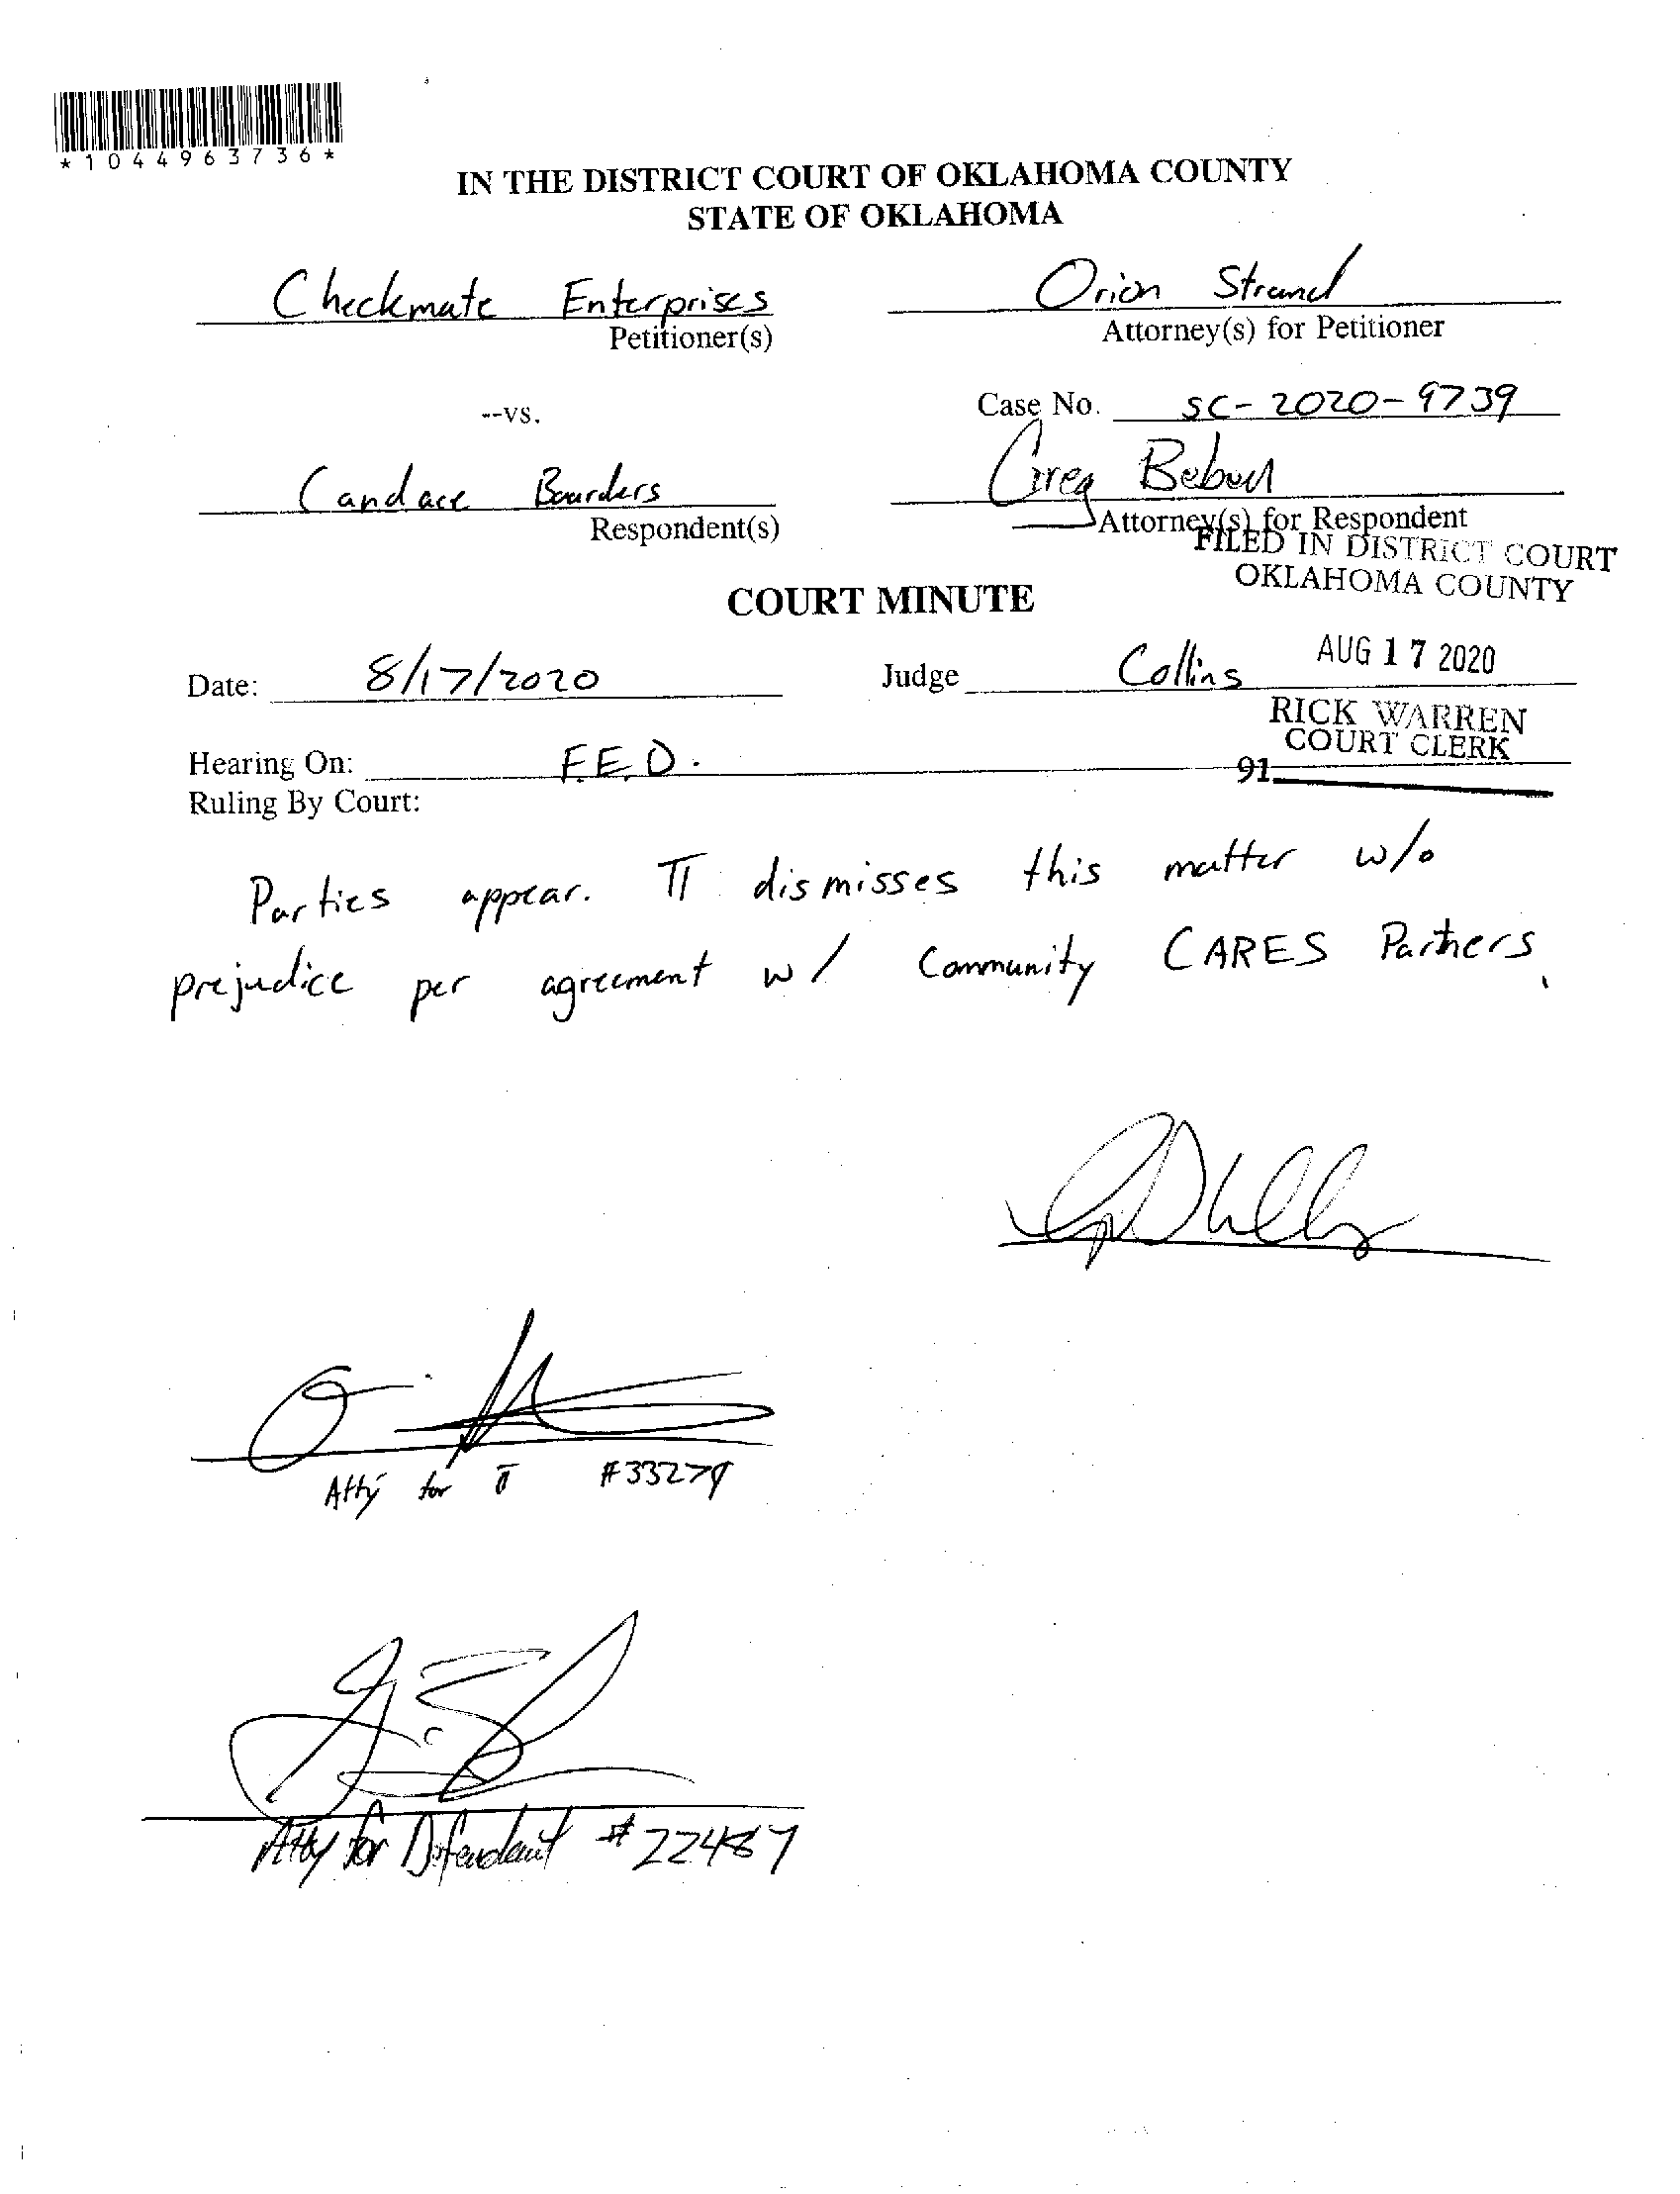 *1044963736*
IN THE DISTRICT COURT OF OKLAHOMA COUNTY
STATE OF OKLAHOMA
Checkmate Enterprises
Petitioner(s)
Orion Strand
Attorney(s) for Petitioner
--vs.
Case No. SC-2020-9739
Candace Bourders
Respondent(s)
Greg
Attorney(s) for Respondent
FILED IN DISTRICT COURT
OKLAHOMA COUNTY
COURT MINUTE
Date: 8/17/2020
Judge Collins
AUG 17 2020
RICK WARREN
COURT CLERK
Hearing On: F.E.D.
91
Ruling By Court:
Parties appear. π dismisses this matter w/o
prejudice per agreement w/ Community CARES Partners.
Atty for π #33279
Atty for Defendant #22487